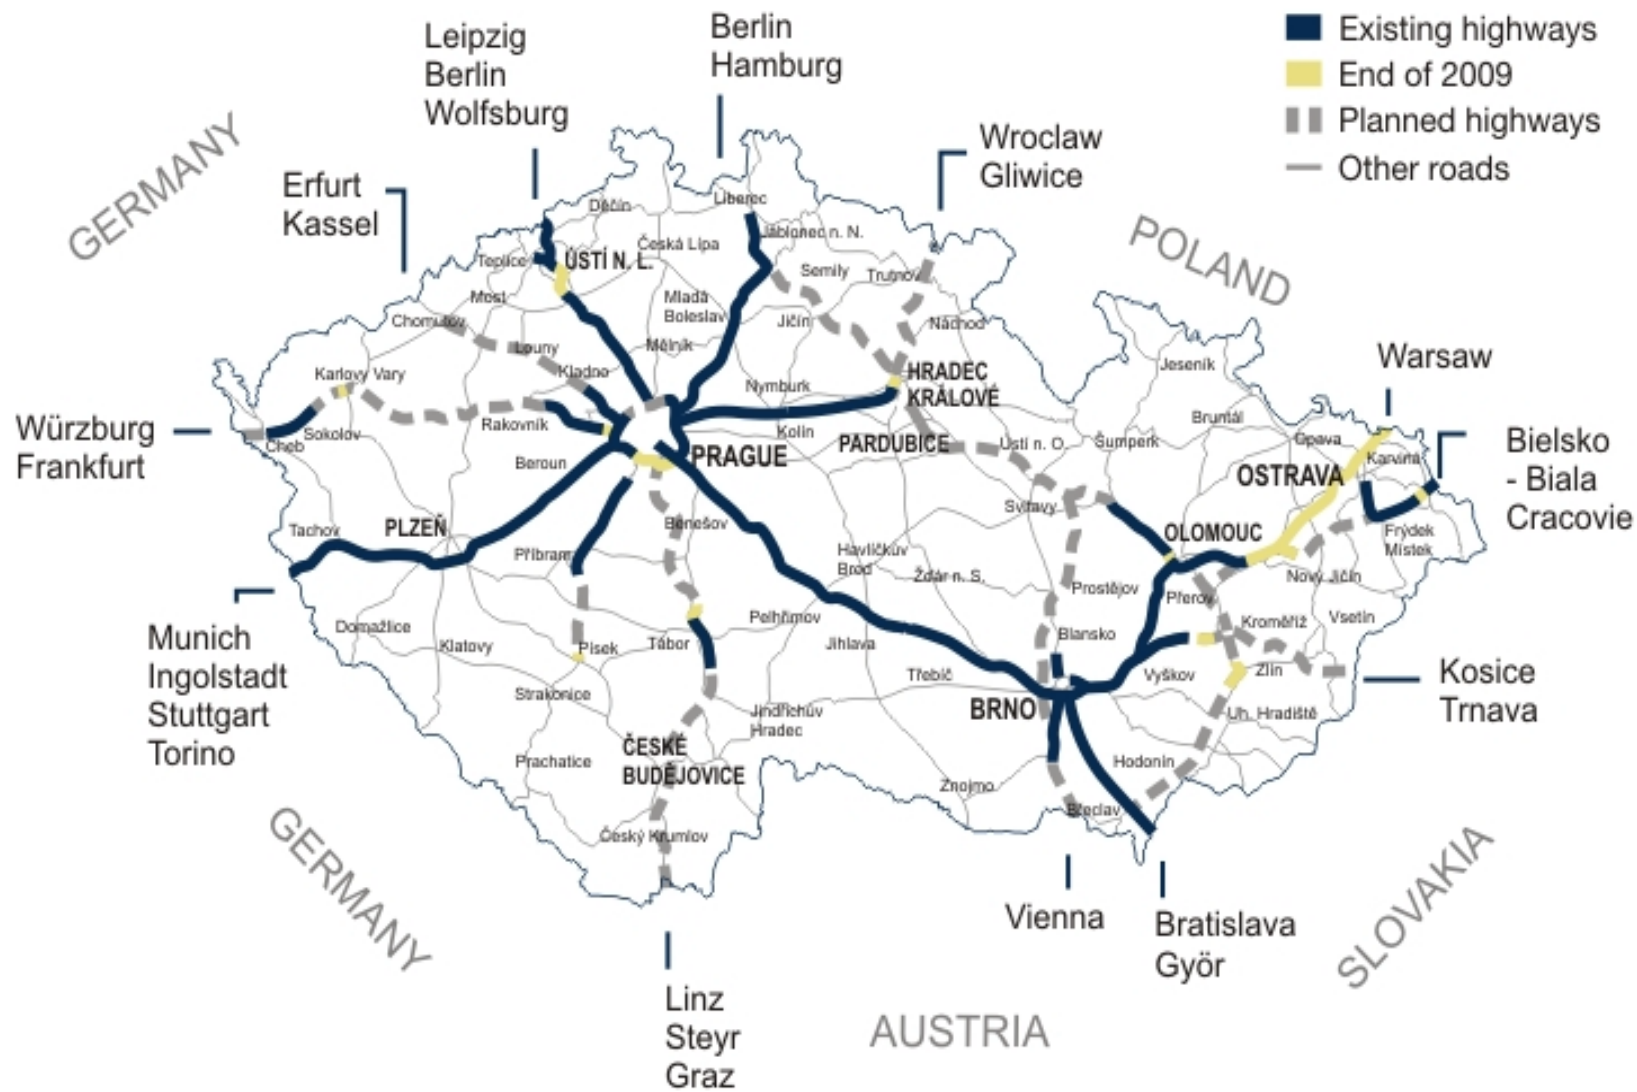 Leipzig
Berlin
Wolfsburg
Berlin
Hamburg
Existing highways
End of 2009
Planned highways
Other roads
Wroclaw
Gliwice
GERMANY
Erfurt
Kassel
POLAND
Děčín
Liberec
Jablonec n. N.
Teplice
ÚSTÍ N. L.
Česká Lípa
Semily
Trutnov
Most
Mladá
Boleslav
Chomutov
Jičín
Náchod
Louny
Mělník
Jeseník
Warsaw
Karlovy Vary
Kladno
Nymburk
HRADEC
KRÁLOVÉ
Würzburg
Frankfurt
Cheb
Sokolov
Rakovník
Kolín
PARDUBICE
Ústí n. O.
Šumperk
Bruntál
Opava
Karviná
Bielsko
- Biala
Cracovie
Beroun
PRAGUE
OSTRAVA
Svitavy
Tachov
PLZEŇ
Benešov
OLOMOUC
Frýdek
Místek
Příbram
Havlíčkův
Brod
Žďár n. S.
Prostějov
Přerov
Nový Jičín
Munich
Ingolstadt
Stuttgart
Torino
Domažlice
Klatovy
Písek
Tábor
Pelhřimov
Jihlava
Blansko
Kroměříž
Vsetín
Strakonice
Třebíč
Vyškov
Zlín
Kosice
Trnava
Jindřichův
Hradec
BRNO
Uh. Hradiště
ČESKÉ
BUDĚJOVICE
Prachatice
Znojmo
Hodonín
Břeclav
Český Krumlov
GERMANY
Vienna
Bratislava
Györ
SLOVAKIA
Linz
Steyr
Graz
AUSTRIA